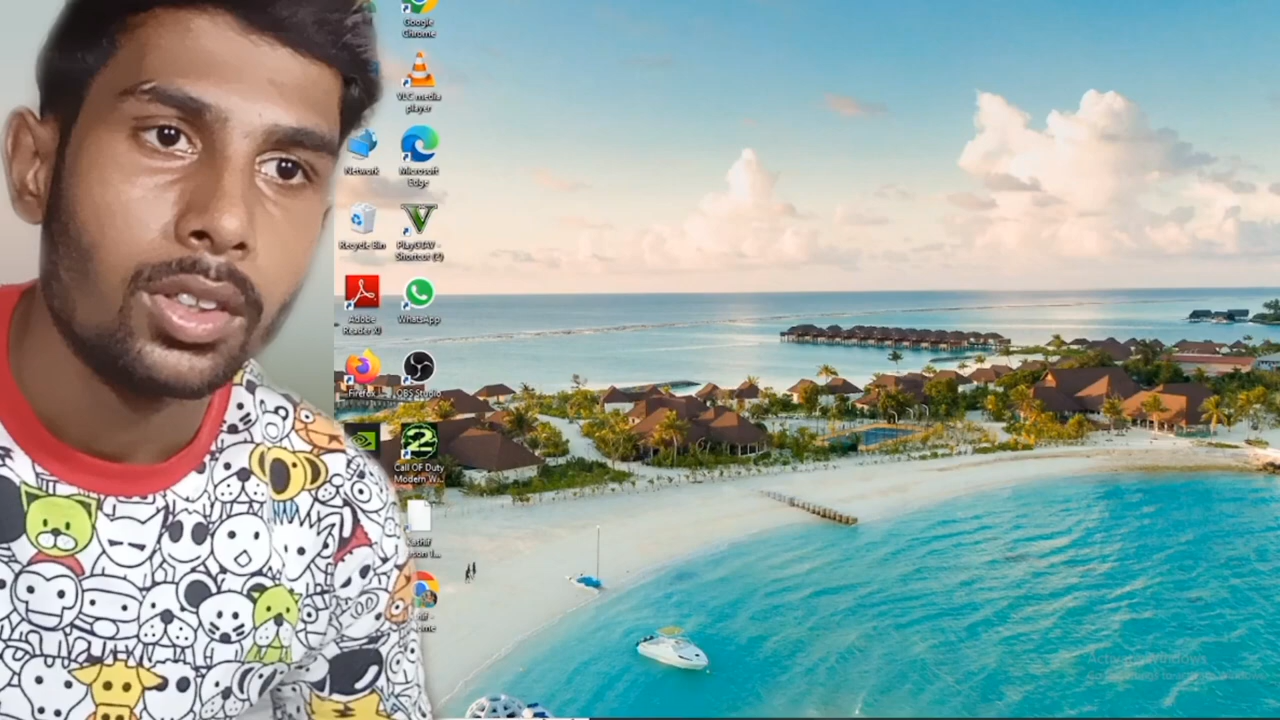 Google
Chrome
VLC media
player
Network
Microsoft
Edge
Recycle Bin
PlayGTAV -
Shortcut (2)
Adobe
Reader XI
WhatsApp
Firefox
OBS Studio
Call OF Duty
Modern W...
Kashif
Activate Windows